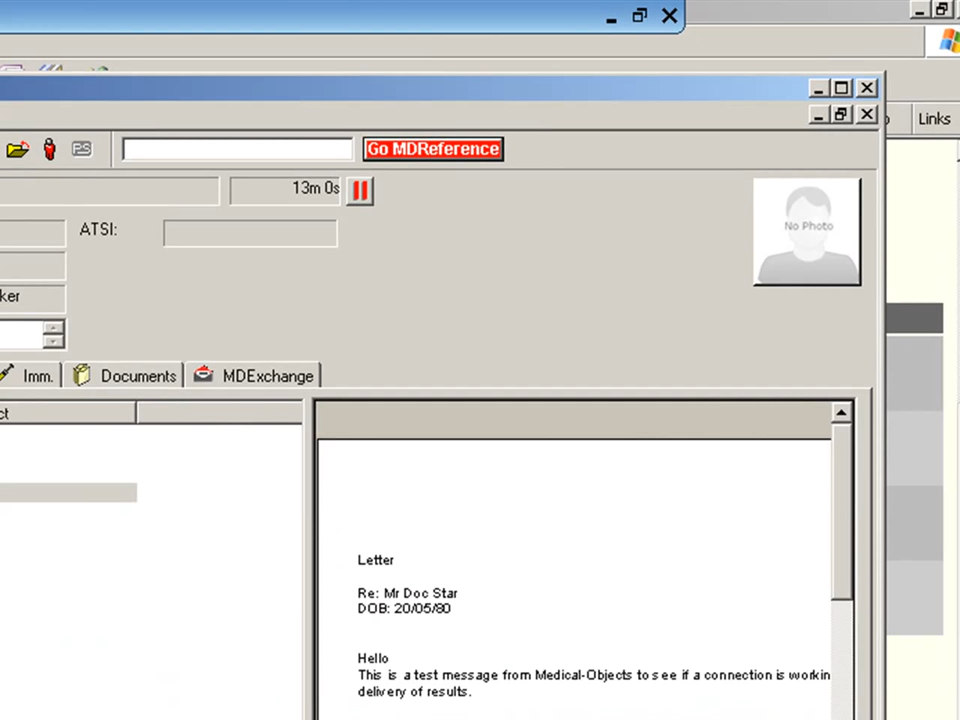 Links
Go MDReference
13m 0s
ATSI:
No Photo
ker
Imm.
Documents
MDExchange
ct
Letter
Re: Mr Doc Star
DOB: 20/05/80
Hello
This is a test message from Medical-Objects to see if a connection is workin
delivery of results.